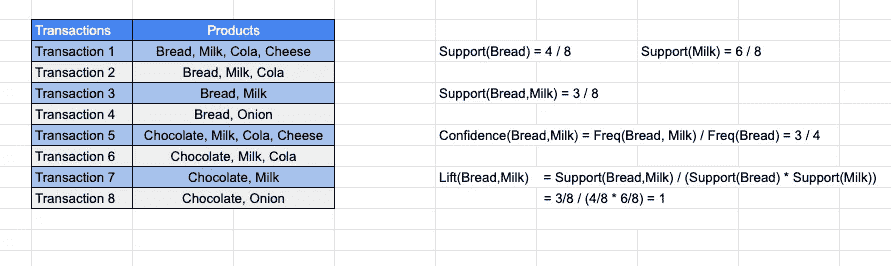 Transactions Products
Transaction 1 Bread, Milk, Cola, Cheese Support(Bread) = 4 / 8 Support(Milk) = 6 / 8
Transaction 2 Bread, Milk, Cola
Transaction 3 Bread, Milk Support(Bread,Milk) = 3 / 8
Transaction 4 Bread, Onion
Transaction 5 Chocolate, Milk, Cola, Cheese Confidence(Bread,Milk) = Freq(Bread, Milk) / Freq(Bread) = 3 / 4
Transaction 6 Chocolate, Milk, Cola
Transaction 7 Chocolate, Milk Lift(Bread,Milk) = Support(Bread,Milk) / (Support(Bread) * Support(Milk))
Transaction 8 Chocolate, Onion = 3/8 / (4/8 * 6/8) = 1